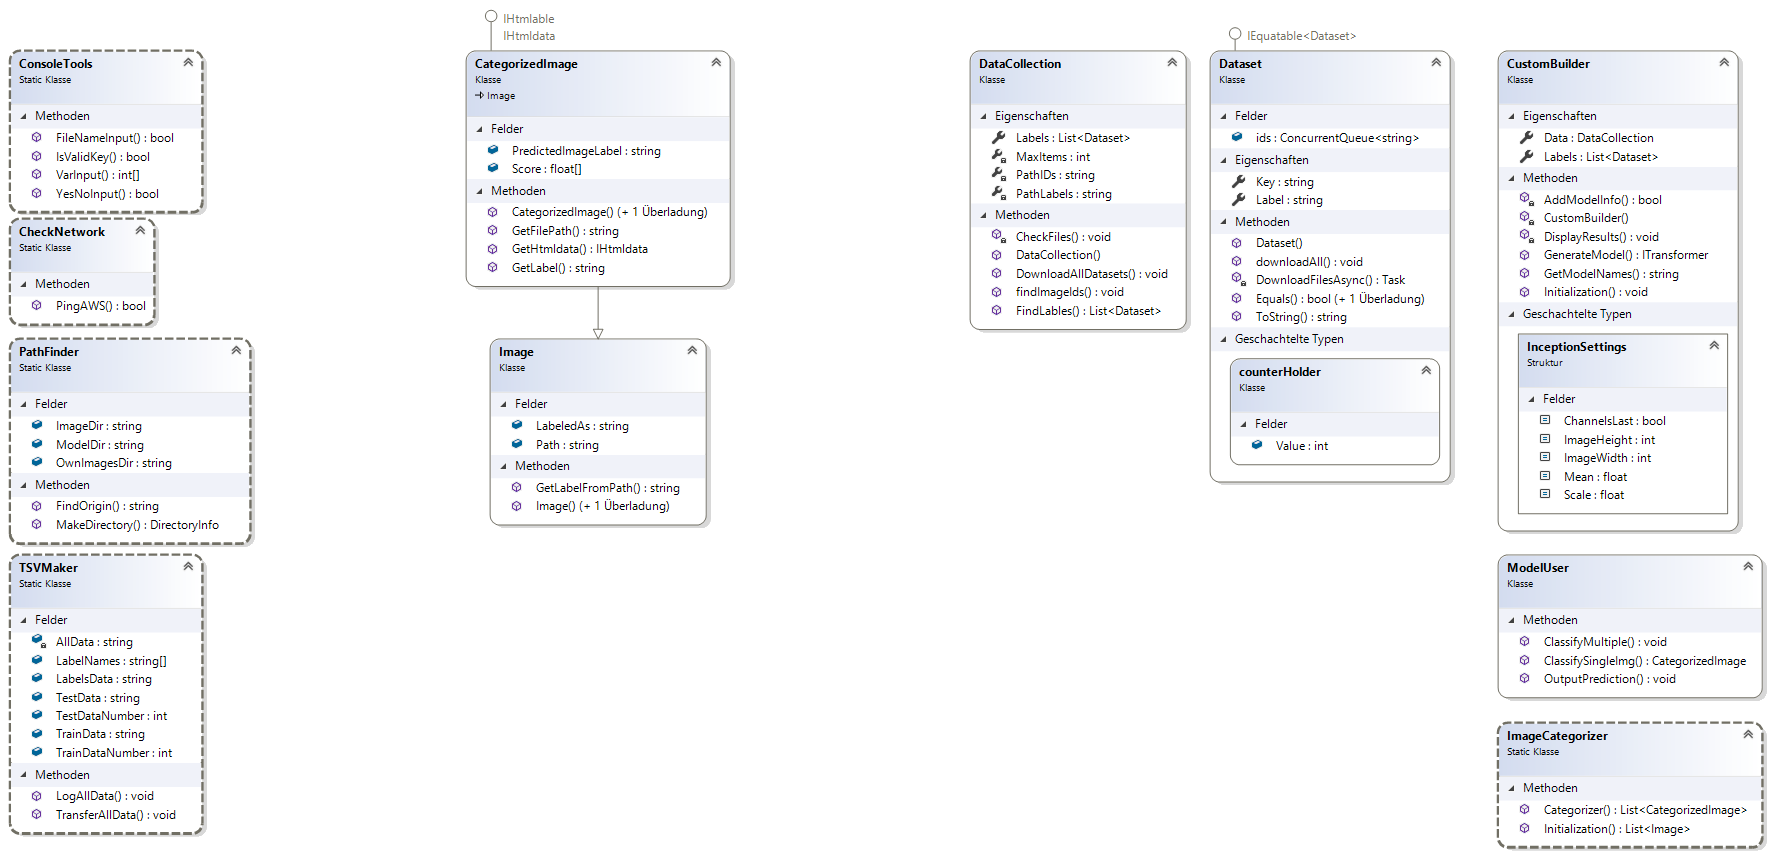 ConsoleTools
Static Klasse
Methoden
FileNameInput() : bool
IsValidKey() : bool
VarInput() : int[]
YesNoInput() : bool
CheckNetwork
Static Klasse
Methoden
PingAWS() : bool
PathFinder
Static Klasse
Felder
ImageDir : string
ModelDir : string
OwnImagesDir : string
Methoden
FindOrigin() : string
MakeDirectory() : DirectoryInfo
TSVMaker
Static Klasse
Felder
AllData : string
LabelNames : string[]
LabelsData : string
TestData : string
TestDataNumber : int
TrainData : string
TrainDataNumber : int
Methoden
LogAllData() : void
TransferAllData() : void
IHtmlable
IHtmldata
CategorizedImage
Klasse
Image
Felder
PredictedImageLabel : string
Score : float[]
Methoden
CategorizedImage() (+ 1 Überladung)
GetFilePath() : string
GetHtmldata() : IHtmldata
GetLabel() : string
Image
Klasse
Felder
LabeledAs : string
Path : string
Methoden
GetLabelFromPath() : string
Image() (+ 1 Überladung)
DataCollection
Klasse
Eigenschaften
Labels : List<Dataset>
MaxItems : int
PathIDs : string
PathLabels : string
Methoden
CheckFiles() : void
DataCollection()
DownloadAllDatasets() : void
findImageIds() : void
FindLables() : List<Dataset>
IEquatable<Dataset>
Dataset
Klasse
Felder
ids : ConcurrentQueue<string>
Eigenschaften
Key : string
Label : string
Methoden
Dataset()
downloadAll() : void
DownloadFilesAsync() : Task
Equals() : bool (+ 1 Überladung)
ToString() : string
Geschachtelte Typen
counterHolder
Klasse
Felder
Value : int
CustomBuilder
Klasse
Eigenschaften
Data : DataCollection
Labels : List<Dataset>
Methoden
AddModelInfo() : bool
CustomBuilder()
DisplayResults() : void
GenerateModel() : ITransformer
GetModelNames() : string
Initialization() : void
Geschachtelte Typen
InceptionSettings
Struktur
Felder
ChannelsLast : bool
ImageHeight : int
ImageWidth : int
Mean : float
Scale : float
ModelUser
Klasse
Methoden
ClassifyMultiple() : void
ClassifySingleImg() : CategorizedImage
OutputPrediction() : void
ImageCategorizer
Static Klasse
Methoden
Categorizer() : List<CategorizedImage>
Initialization() : List<Image>